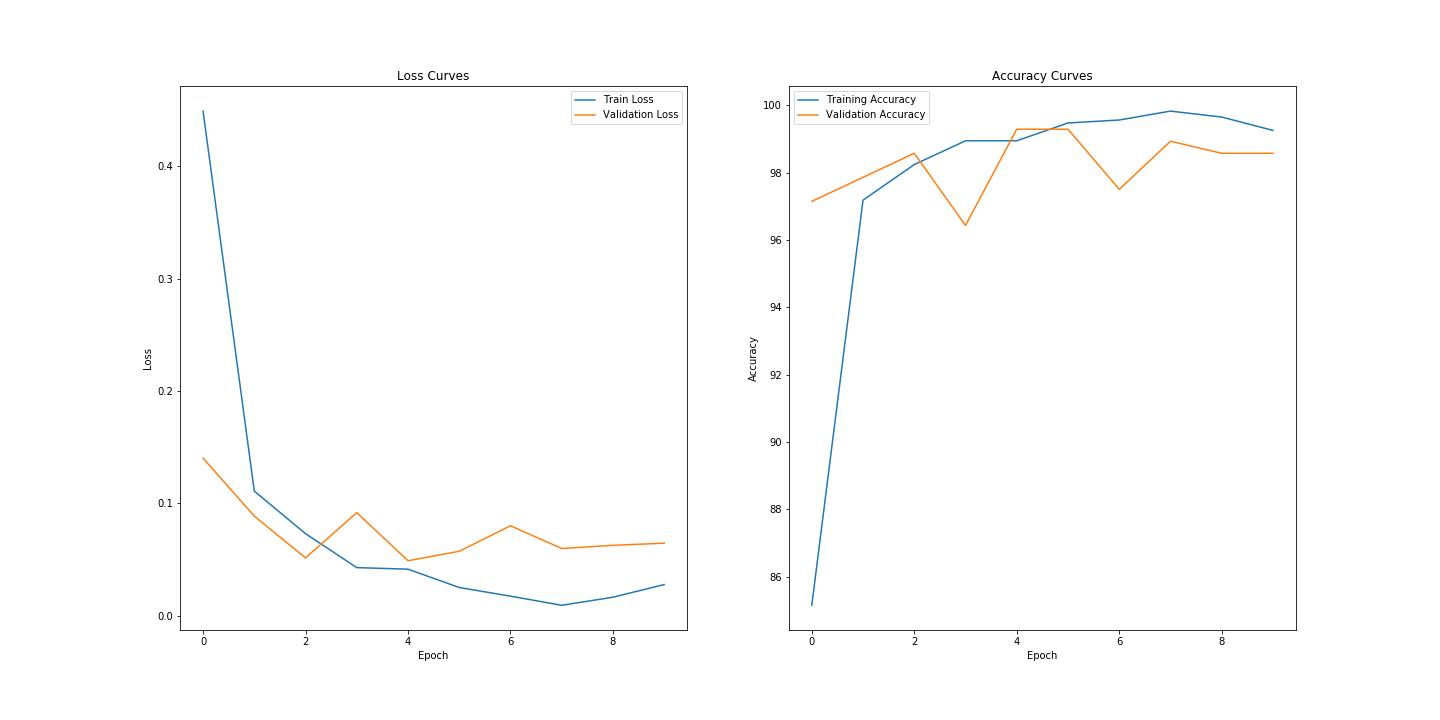 Loss Curves
Train Loss
Validation Loss
0.4
0.3
0.2
0.1
0.0
Loss
0 2 4 6 8
Epoch
Accuracy Curves
Training Accuracy
Validation Accuracy
100
98
96
94
92
90
88
86
Accuracy
0 2 4 6 8
Epoch